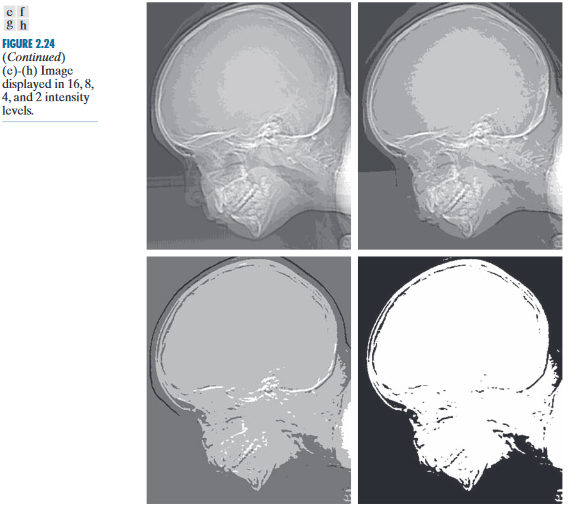 e f
g h
FIGURE 2.24
(Continued)
(e)-(h) Image
displayed in 16, 8,
4, and 2 intensity
levels.